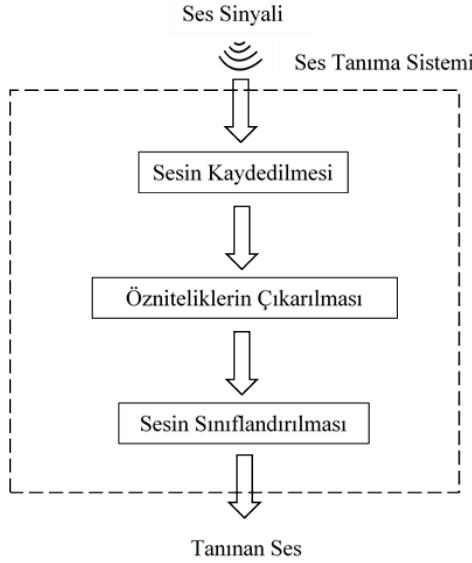 Ses Sinyali
Ses Tanıma Sistemi
Sesin Kaydedilmesi
Özniteliklerin Çıkarılması
Sesin Sınıflandırılması
Tanınan Ses